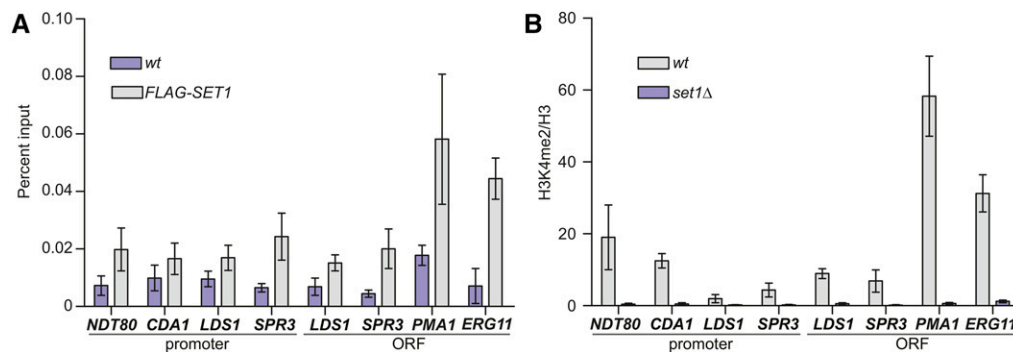 A
Percent input
0.10
0.08
0.06
0.04
0.02
0
wt
FLAG-SET1
NDT80 CDA1 LDS1 SPR3 LDS1 SPR3 PMA1 ERG11
promoter ORF
B
H3K4me2/H3
80
60
40
20
0
wt
set1Δ
NDT80 CDA1 LDS1 SPR3 LDS1 SPR3 PMA1 ERG11
promoter ORF